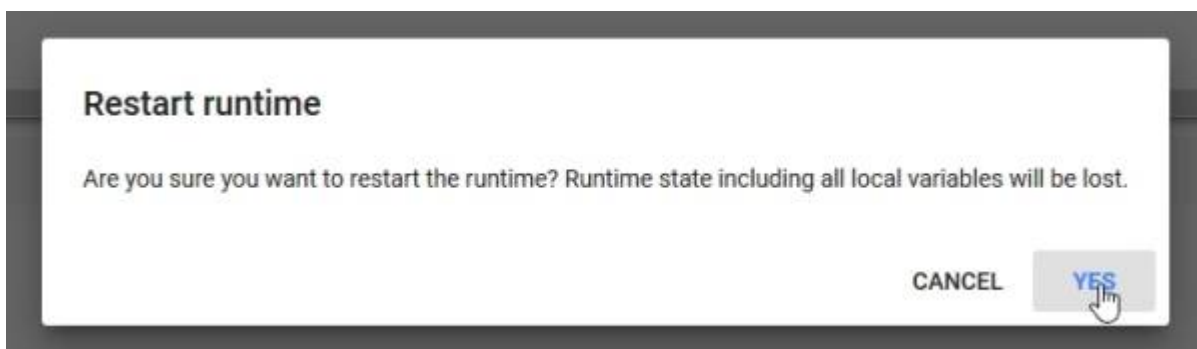 Restart runtime
Are you sure you want to restart the runtime? Runtime state including all local variables will be lost.
CANCEL YES